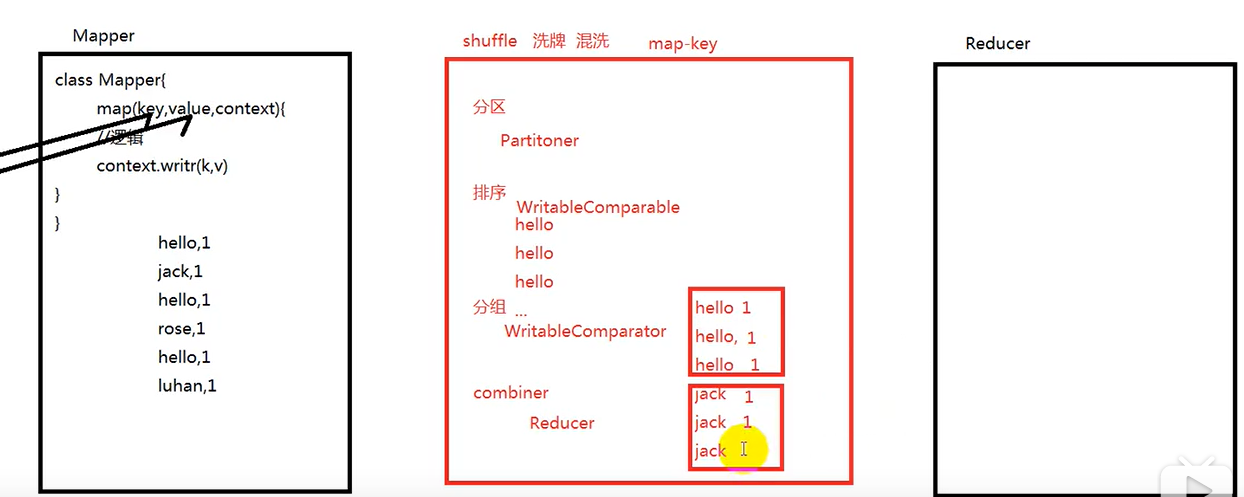 Mapper
class Mapper{
map(key,value,context){
//逻辑
context.writr(k,v)
}
}
hello,1
jack,1
hello,1
rose,1
hello,1
luhan,1
shuffle 洗牌 混洗 map-key
分区
Partitoner
排序
WritableComparable
hello
hello
hello
分组 ...
WritableComparator
combiner
Reducer
hello 1
hello, 1
hello 1
jack 1
jack 1
jack
Reducer